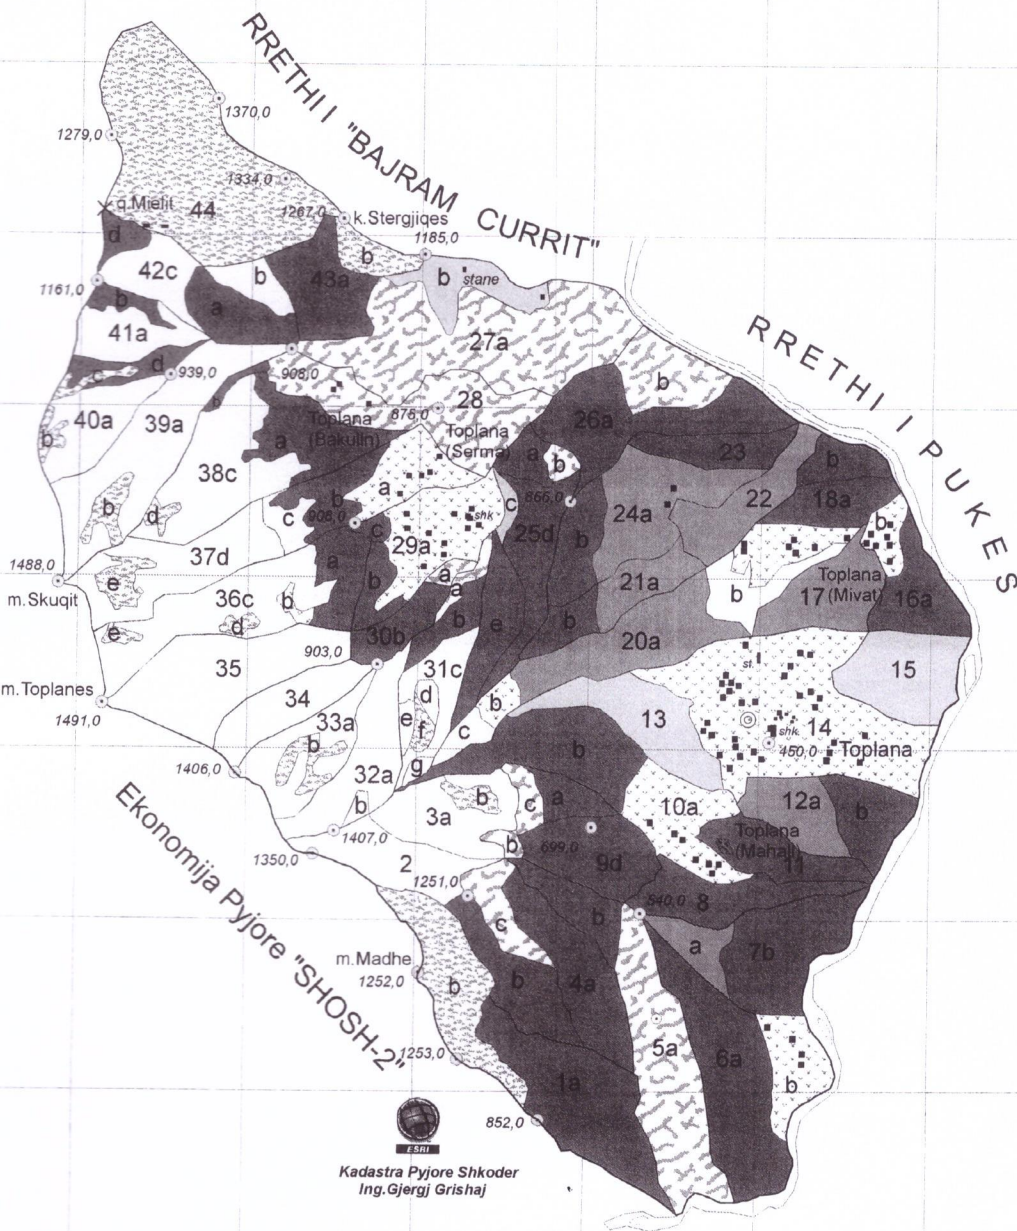 RRETHI I "BAJRAM CURRIT"
RRETHI I PUKES
1370,0
1279,0
1334,0
q.Mielit
44
1267,0
k.Stergjiqes
d
1185,0
b
42c
b
43a
b
stane
1161,0
b
a
41a
27a
c
d
939,0
908,0
b
40a
39a
b
Toplana
(Bakulin)
875,0
28
26a
b
a
Toplana
(Serma)
a
b
23
b
38c
b
a
866,0
24a
22
18a
b
d
c
908,0
c
shk
c
25d
b
b
37d
29a
1488,0
m.Skuqit
e
a
b
a
a
21a
b
Toplana
(Mivat)
17
16a
36c
b
d
b
e
b
e
30b
20a
35
903,0
31c
st.
15
m.Toplanes
1491,0
34
d
b
13
14
33a
e
f
c
shk
450,0
Toplana
b
b
1406,0
32a
g
a
10a
12a
b
b
3a
b
c
1407,0
b
699,0
9d
Toplana
(Mahall)
11
1350,0
2
1251,0
8
840,0
c
b
a
7b
m.Madhe
1252,0
b
b
4a
1253,0
5a
6a
1a
b
852,0
Ekonomija Pyjore "SHOSH-2"
ESRI
Kadastra Pyjore Shkoder
Ing.Gjergj Grishaj